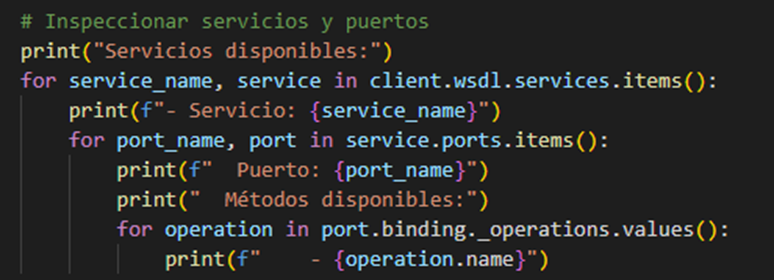 # Inspeccionar servicios y puertos
print("Servicios disponibles:")
for service_name, service in client.wsdl.services.items():
    print(f"- Servicio: {service_name}")
    for port_name, port in service.ports.items():
        print(f"  Puerto: {port_name}")
        print("  Métodos disponibles:")
        for operation in port.binding._operations.values():
            print(f"    - {operation.name}")